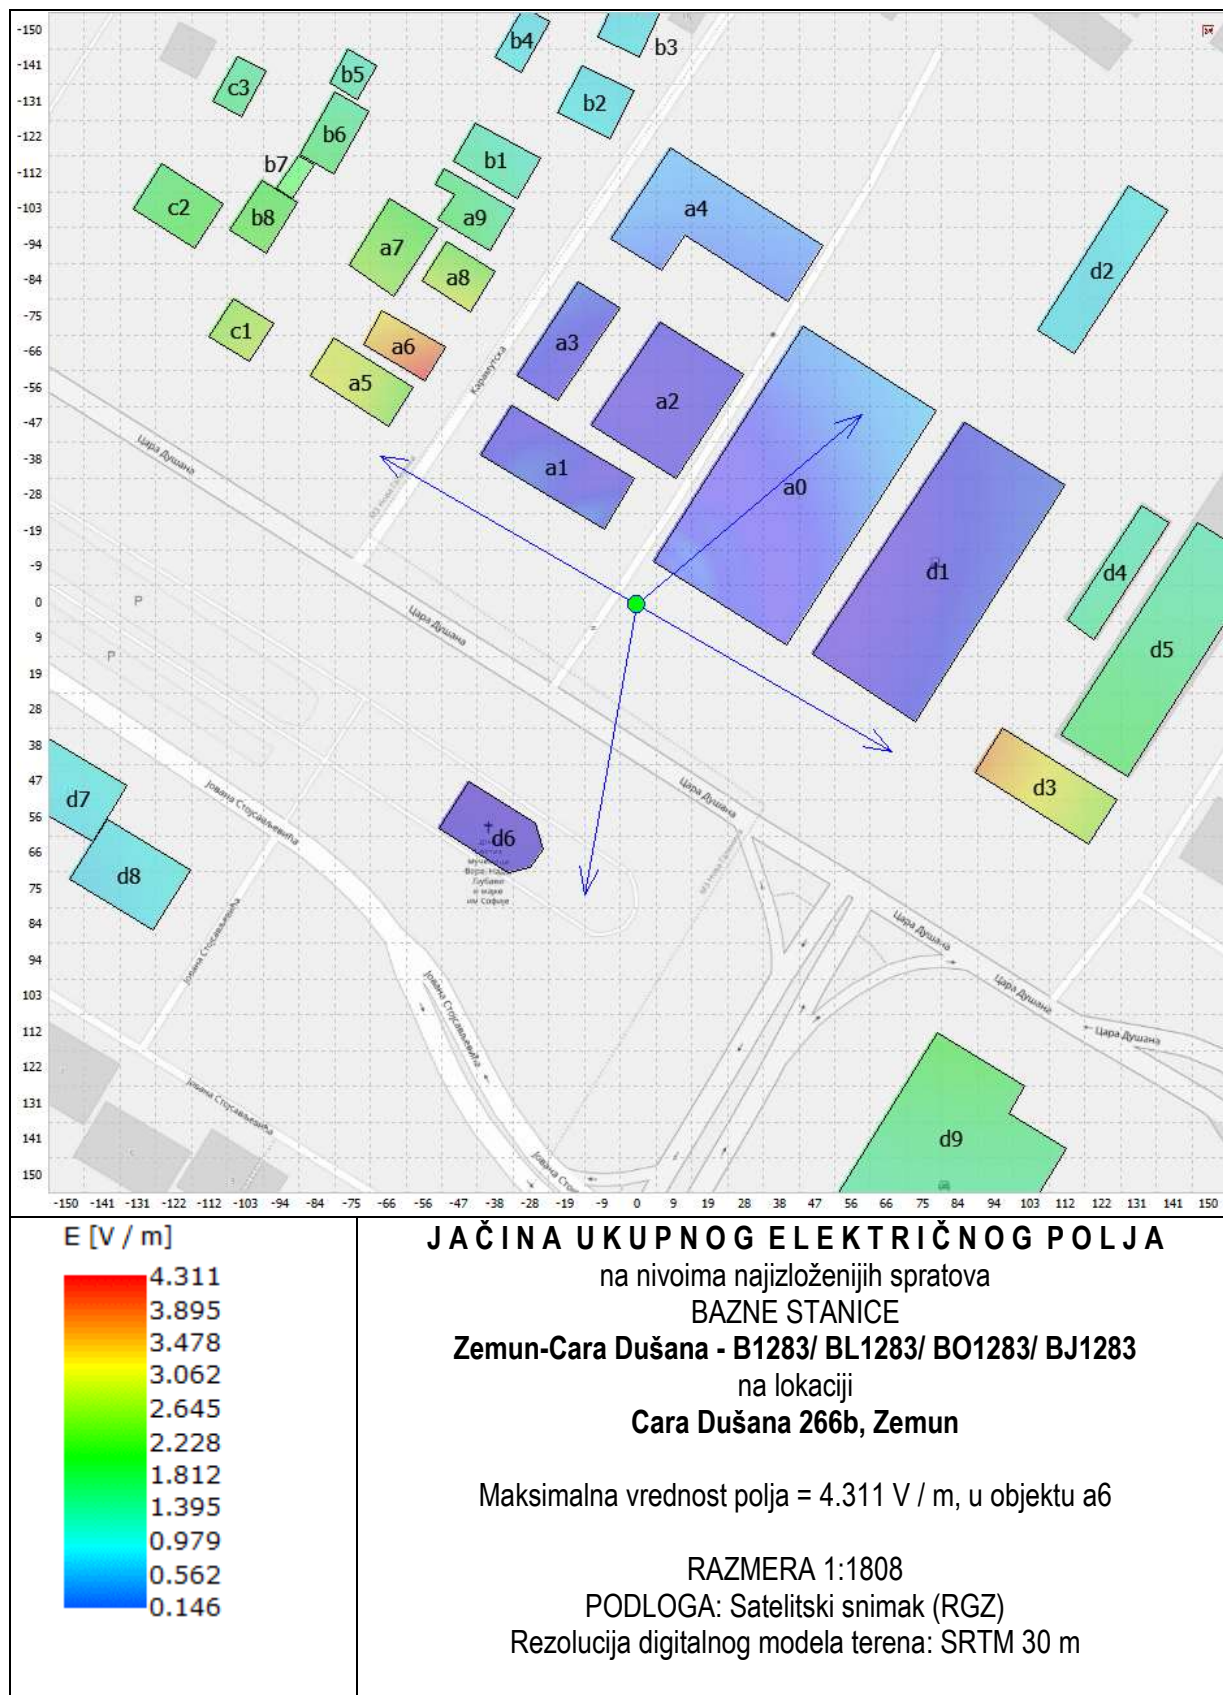 -150
-141
-131
-122
-112
-103
-94
-84
-75
-66
-56
-47
-38
-28
-19
-9
0
9
19
28
38
47
56
66
75
84
94
103
112
122
131
141
150
b4
b3
c3
b5
b2
b6
b7
b1
c2
b8
a9
a4
a7
a8
d2
c1
a6
a3
a5
a2
Карамутска
a1
a0
Цара Душана
d1
d4
P
Цара Душана
P
d5
d3
Цара Душана
d7
Јована Стојсављевића
d6
d8
Цара Душана
Јована Стојсављевића
Јована Стојсављевића
Цара Душана
Цара Душана
Јована Стојсављевића
d9
-150 -141 -131 -122 -112 -103 -94 -84 -75 -66 -56 -47 -38 -28 -19 -9 0 9 19 28 38 47 56 66 75 84 94 103 112 122 131 141 150
E [V / m]
4.311
3.895
3.478
3.062
2.645
2.228
1.812
1.395
0.979
0.562
0.146
JAČINA UKUPNOG ELEKTRIČNOG POLJA
na nivoima najizloženijih spratova
BAZNE STANICE
Zemun-Cara Dušana - B1283/ BL1283/ BO1283/ BJ1283
na lokaciji
Cara Dušana 266b, Zemun
Maksimalna vrednost polja = 4.311 V / m, u objektu a6
RAZMERA 1:1808
PODLOGA: Satelitski snimak (RGZ)
Rezolucija digitalnog modela terena: SRTM 30 m